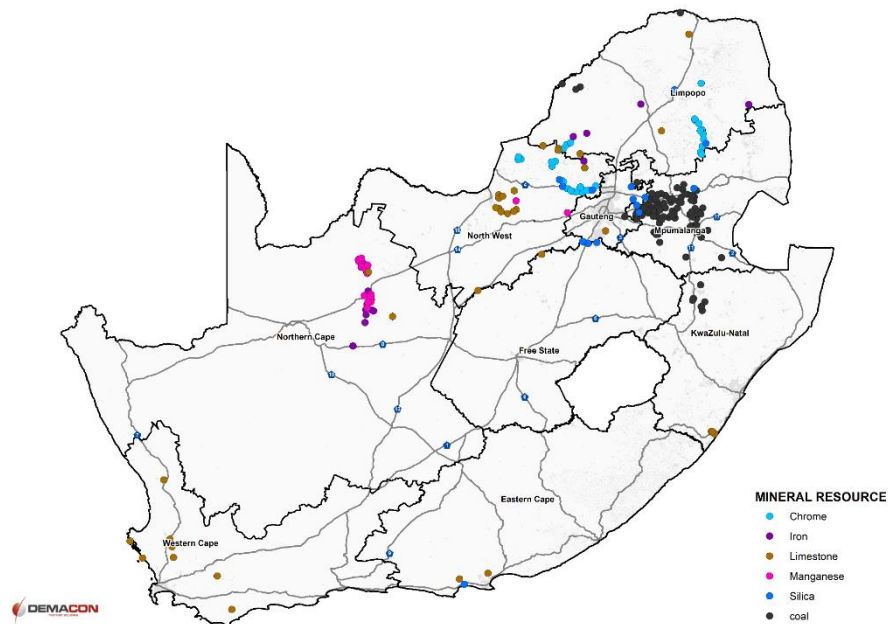 Limpopo
Gauteng
Mpumalanga
North West
Northern Cape
Free State
KwaZulu-Natal
Eastern Cape
Western Cape
MINERAL RESOURCE
Chrome
Iron
Limestone
Manganese
Silica
coal
DEMACON